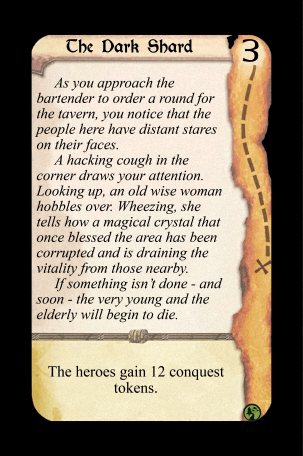 The Dark Shard
3
As you approach the
bartender to order a round for
the tavern, you notice that the
people here have distant stares
on their faces.
A hacking cough in the
corner draws your attention.
Looking up, an old wise woman
hobbles over. Wheezing, she
tells how a magical crystal that
once blessed the area has been
corrupted and is draining the
vitality from those nearby.
If something isn't done - and
soon - the very young and the
elderly will begin to die.
The heroes gain 12 conquest
tokens.